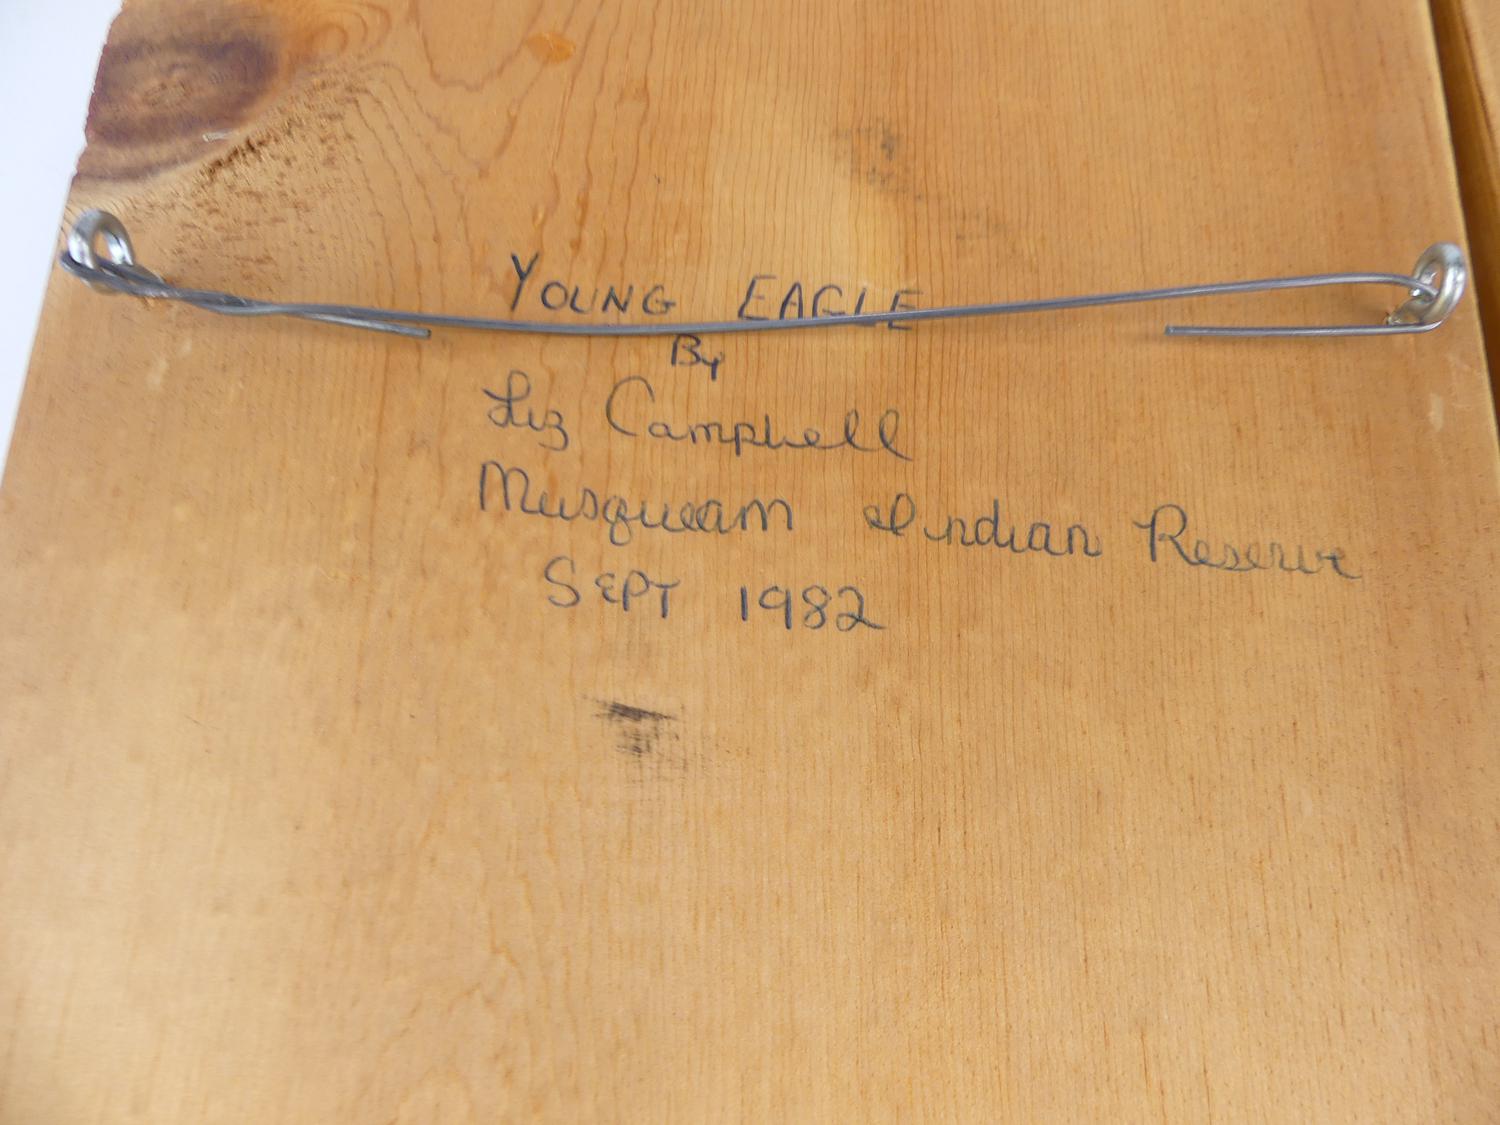 YOUNG EAGLE
By
Liz Campbell
Musqueam Indian Reserve
SEPT 1982